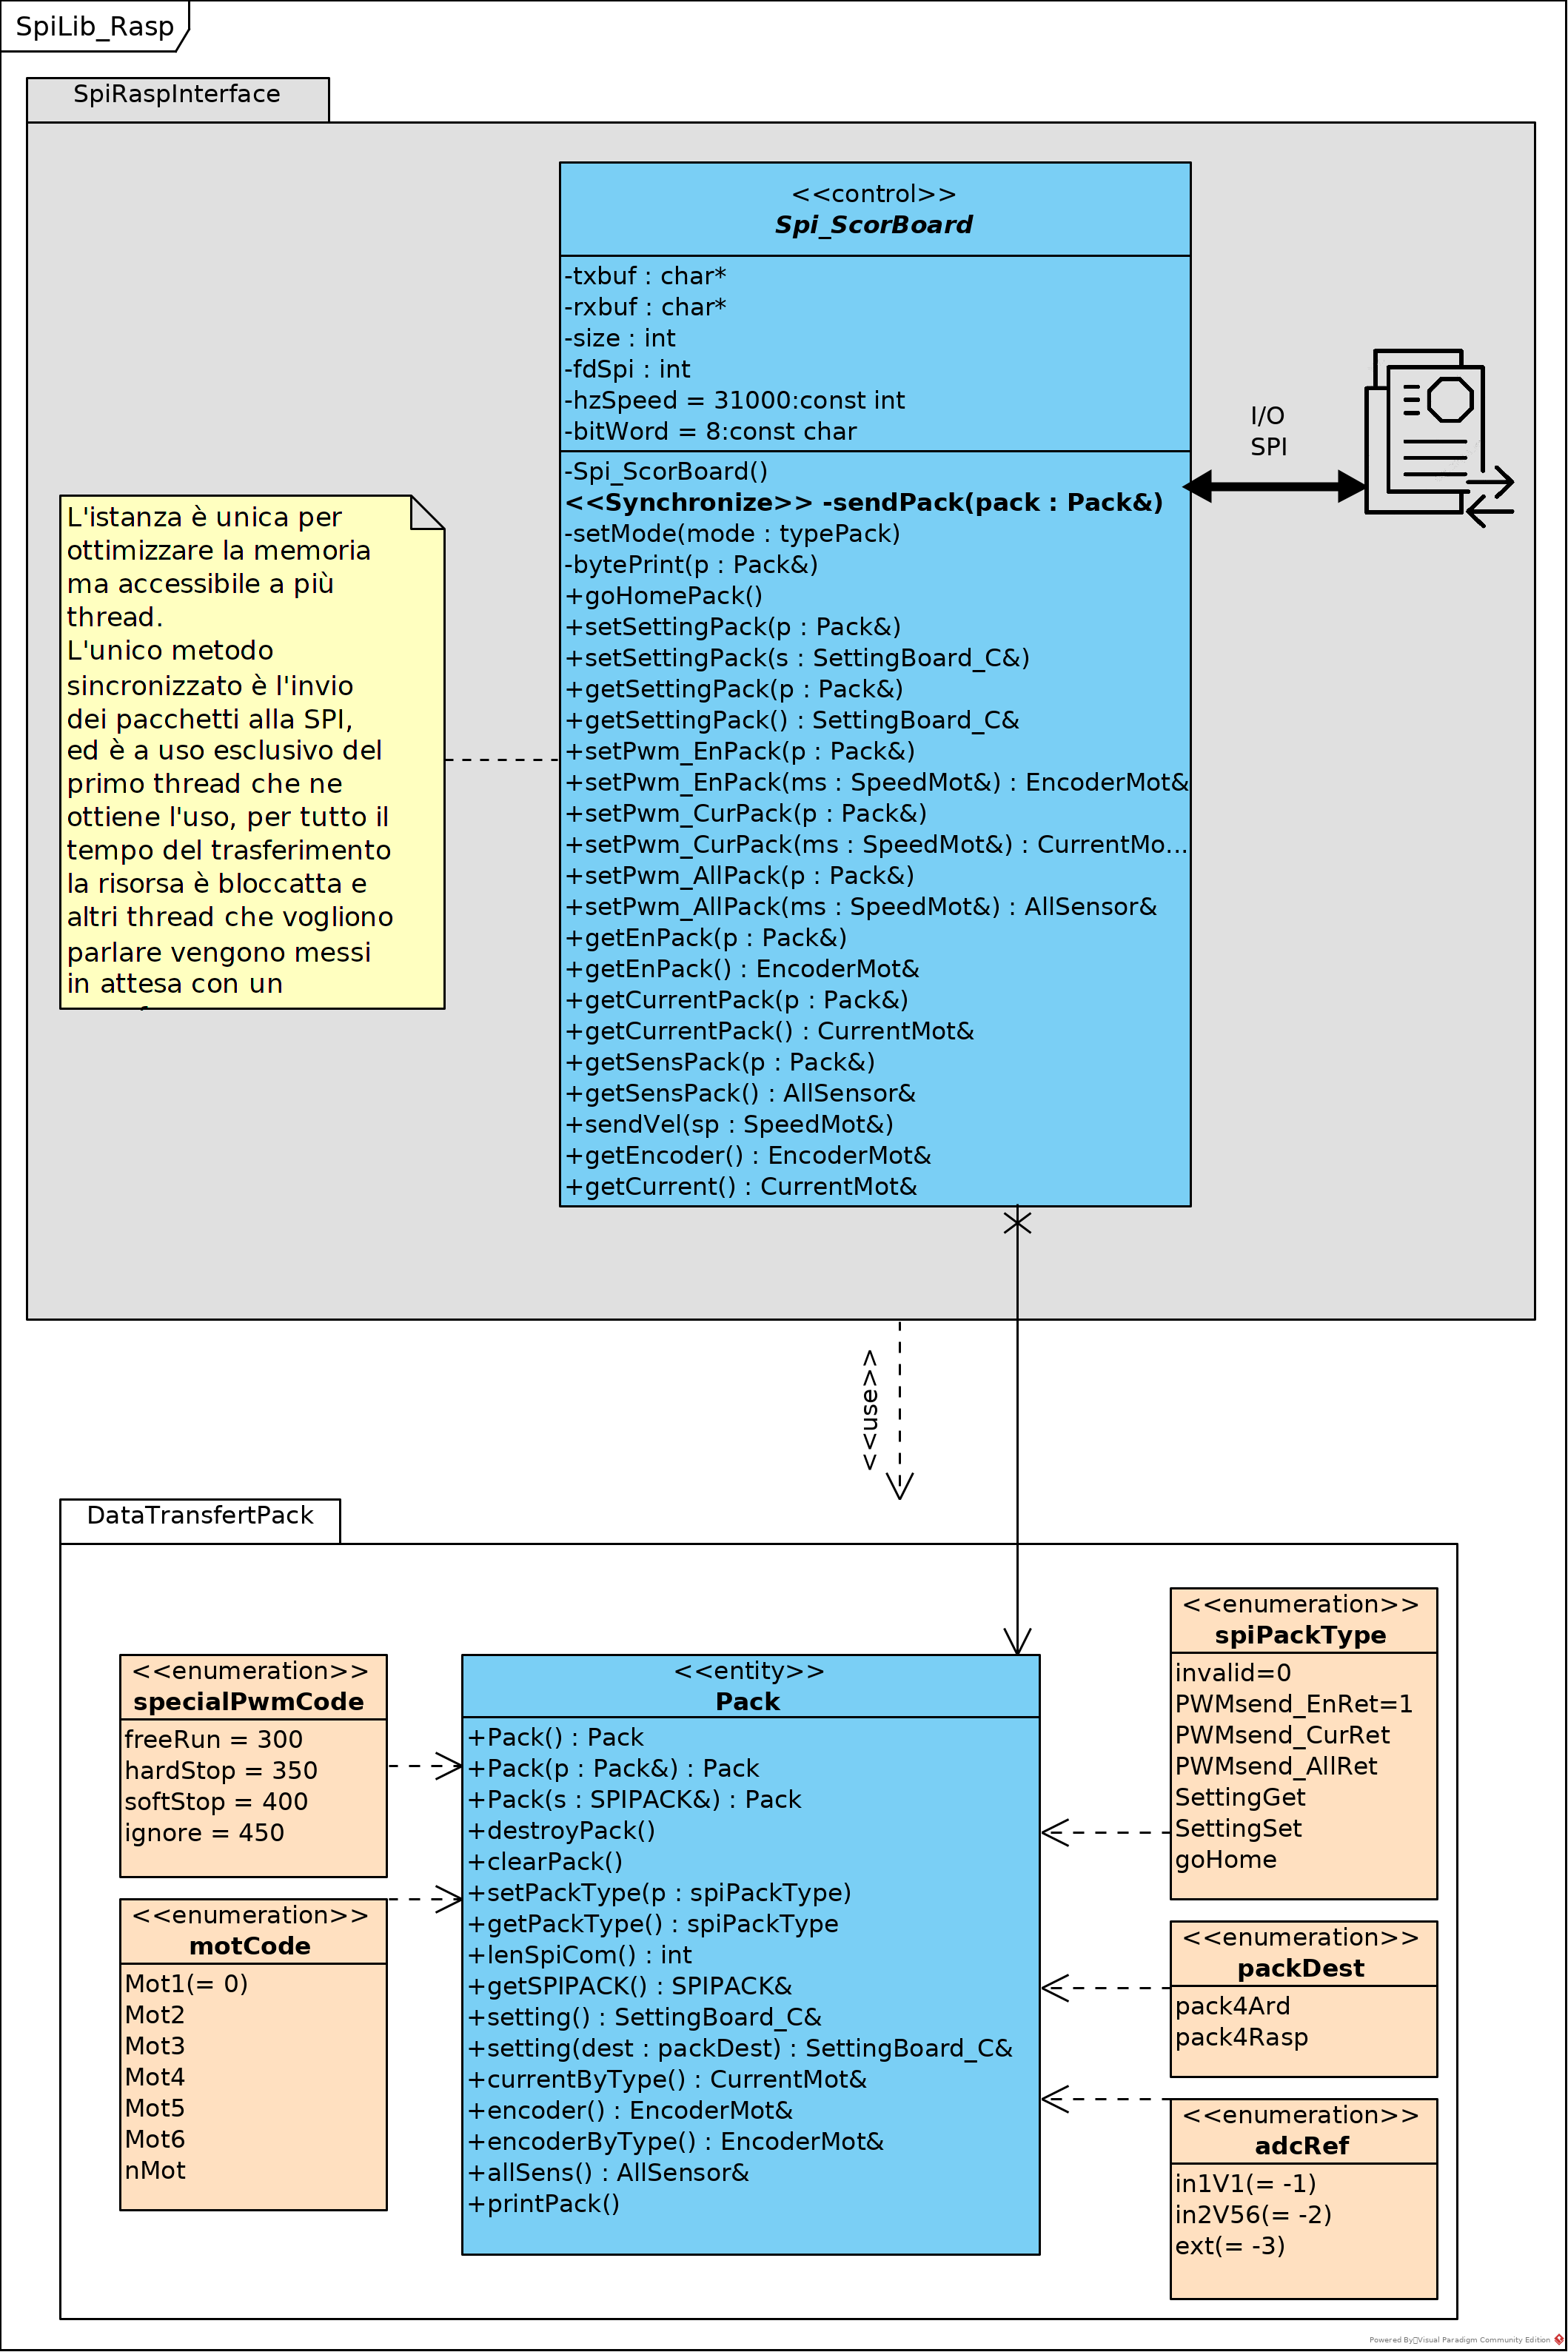 SpiLib_Rasp
SpiRaspInterface
<<control>>
Spi_ScorBoard
-txbuf : char*
-rxbuf : char*
-size : int
-fdSpi : int
-hzSpeed = 31000:const int
-bitWord = 8:const char
-Spi_ScorBoard()
<<Synchronize>> -sendPack(pack : Pack&)
-setMode(mode : typePack)
-bytePrint(p : Pack&)
+goHomePack()
+setSettingPack(p : Pack&)
+setSettingPack(s : SettingBoard_C&)
+getSettingPack(p : Pack&)
+getSettingPack() : SettingBoard_C&
+setPwm_EnPack(p : Pack&)
+setPwm_EnPack(ms : SpeedMot&) : EncoderMot&
+setPwm_CurPack(p : Pack&)
+setPwm_CurPack(ms : SpeedMot&) : CurrentMo...
+setPwm_AllPack(p : Pack&)
+setPwm_AllPack(ms : SpeedMot&) : AllSensor&
+getEnPack(p : Pack&)
+getEnPack() : EncoderMot&
+getCurrentPack(p : Pack&)
+getCurrentPack() : CurrentMot&
+getSensPack(p : Pack&)
+getSensPack() : AllSensor&
+sendVel(sp : SpeedMot&)
+getEncoder() : EncoderMot&
+getCurrent() : CurrentMot&
I/O
SPI
L'istanza è unica per
ottimizzare la memoria
ma accessibile a più
thread.
L'unico metodo
sincronizzato è l'invio
dei pacchetti alla SPI,
ed è a uso esclusivo del
primo thread che ne
ottiene l'uso, per tutto il
tempo del trasferimento
la risorsa è bloccatta e
altri thread che vogliono
parlare vengono messi
in attesa con un
<<use>>
DataTransfertPack
<<enumeration>>
specialPwmCode
freeRun = 300
hardStop = 350
softStop = 400
ignore = 450
<<enumeration>>
motCode
Mot1(= 0)
Mot2
Mot3
Mot4
Mot5
Mot6
nMot
<<entity>>
Pack
+Pack() : Pack
+Pack(p : Pack&) : Pack
+Pack(s : SPIPACK&) : Pack
+destroyPack()
+clearPack()
+setPackType(p : spiPackType)
+getPackType() : spiPackType
+lenSpiCom() : int
+getSPIPACK() : SPIPACK&
+setting() : SettingBoard_C&
+setting(dest : packDest) : SettingBoard_C&
+currentByType() : CurrentMot&
+encoder() : EncoderMot&
+encoderByType() : EncoderMot&
+allSens() : AllSensor&
+printPack()
<<enumeration>>
spiPackType
invalid=0
PWMsend_EnRet=1
PWMsend_CurRet
PWMsend_AllRet
SettingGet
SettingSet
goHome
<<enumeration>>
packDest
pack4Ard
pack4Rasp
<<enumeration>>
adcRef
in1V1(= -1)
in2V56(= -2)
ext(= -3)
Powered By Visual Paradigm Community Edition